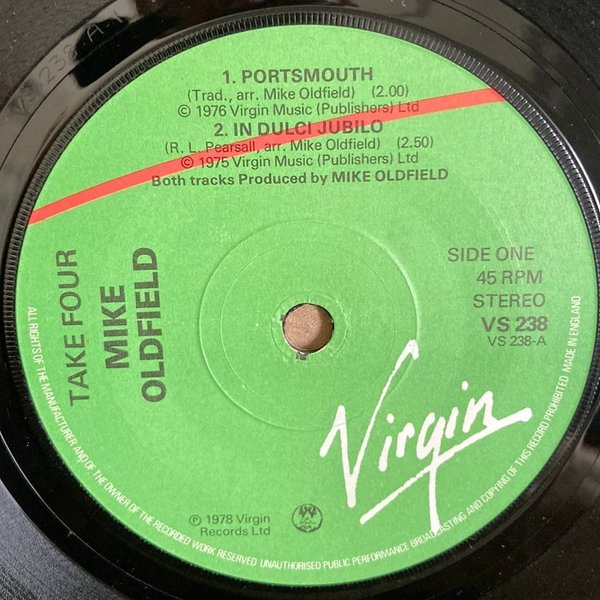 VS 238 A
1. PORTSMOUTH
(Trad., arr. Mike Oldfield) (2.00)
© 1976 Virgin Music (Publishers) Ltd
2. IN DULCI JUBILO
(R. L. Pearsall, arr. Mike Oldfield) (2.50)
© 1975 Virgin Music (Publishers) Ltd
Both tracks Produced by MIKE OLDFIELD
TAKE FOUR
MIKE
OLDFIELD
SIDE ONE
45 RPM
STEREO
VS 238
VS 238-A
Virgin
℗ 1978 Virgin
Records Ltd
ALL RIGHTS OF THE MANUFACTURER AND OF THE OWNER OF THE RECORDED WORK RESERVED UNAUTHORISED PUBLIC PERFORMANCE BROADCASTING AND COPYING OF THIS RECORD PROHIBITED MADE IN ENGLAND